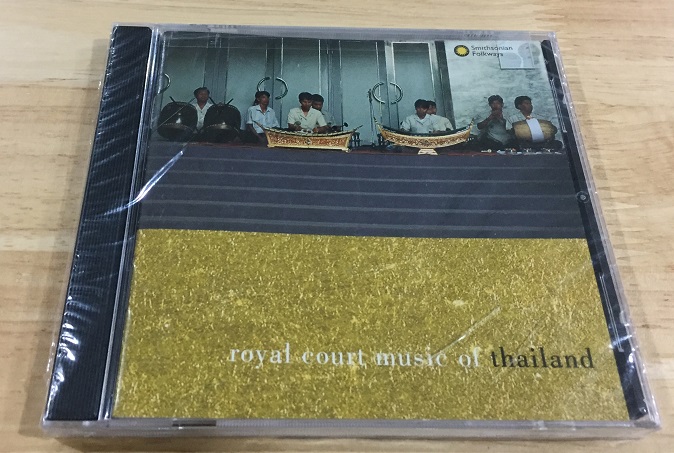 Smithsonian
Folkways
royal court music of thailand